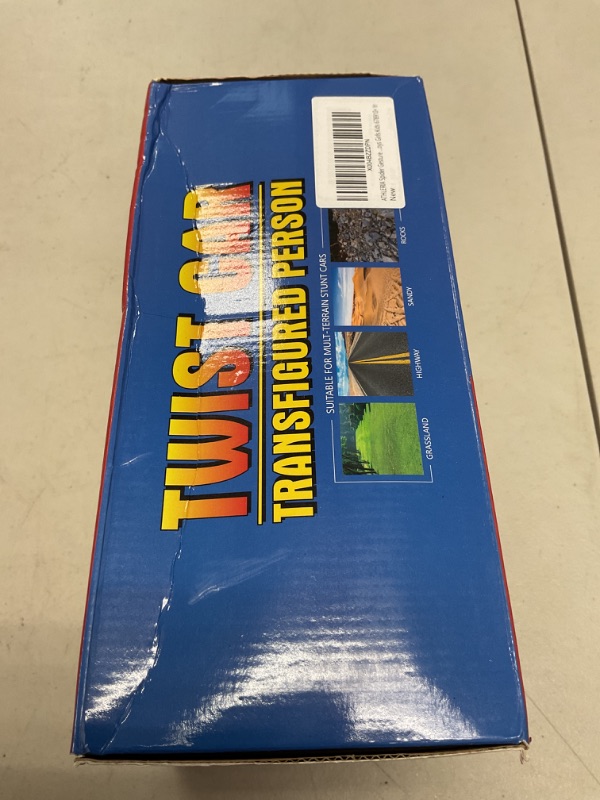 TWIST CAR
TRANSFIGURED PERSON
SUITABLE FOR MULT-TERRAIN STUNT CARS
GRASSLAND
HIGHWAY
SANDY
ROCKS
New